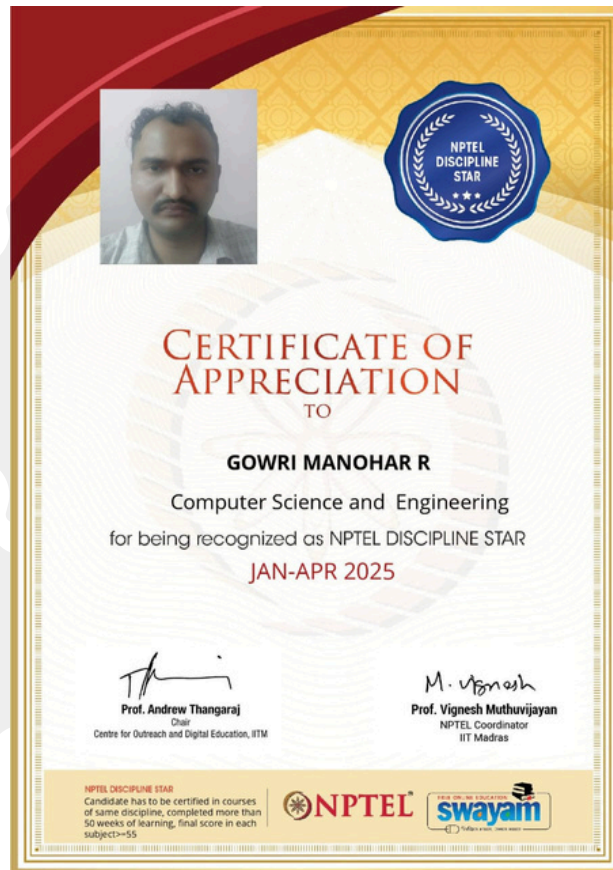 NPTEL
DISCIPLINE
STAR
CERTIFICATE OF
APPRECIATION
TO
GOWRI MANOHAR R
Computer Science and Engineering
for being recognized as NPTEL DISCIPLINE STAR
JAN-APR 2025
M. Vignesh
Prof. Andrew Thangaraj
Chair
Centre for Outreach and Digital Education, IITM
Prof. Vignesh Muthuvijayan
NPTEL Coordinator
IIT Madras
NPTEL DISCIPLINE STAR
Candidate has to be certified in courses
of same discipline, completed more than
50 weeks of learning, final score in each
subject>=55
NPTEL
FREE ONLINE EDUCATION
swayam